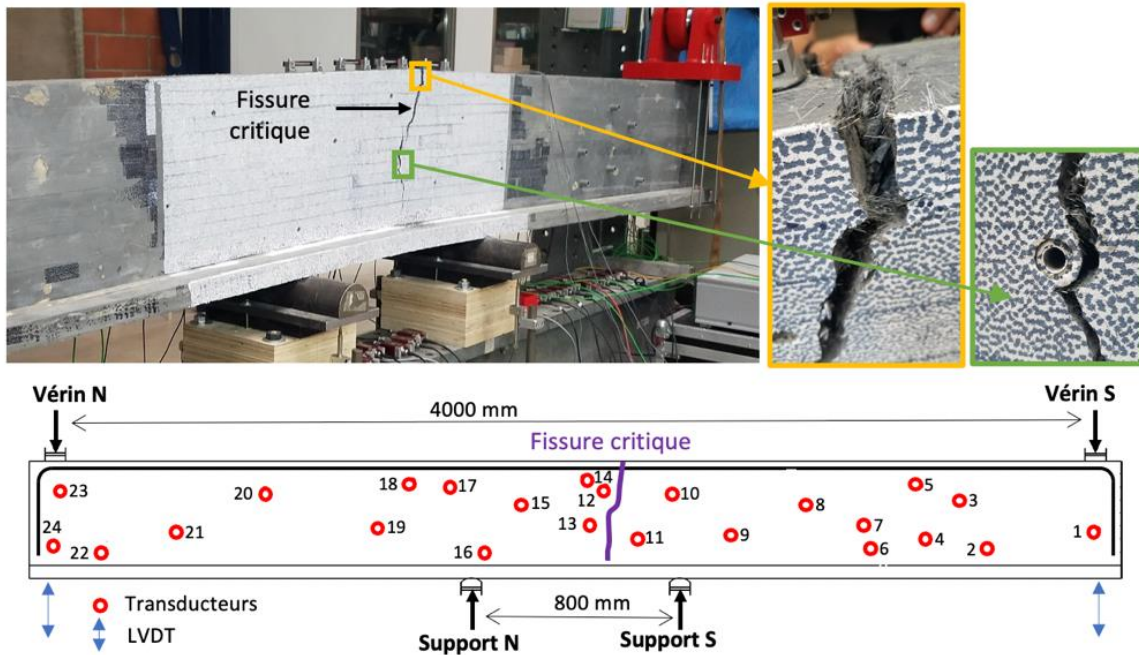 Fissure
critique
Vérin N
Vérin S
4000 mm
Fissure critique
23
20
18
17
14
12
15
10
8
5
3
24
22
21
19
16
13
11
9
7
6
4
2
1
Transducteurs
LVDT
800 mm
Support N
Support S